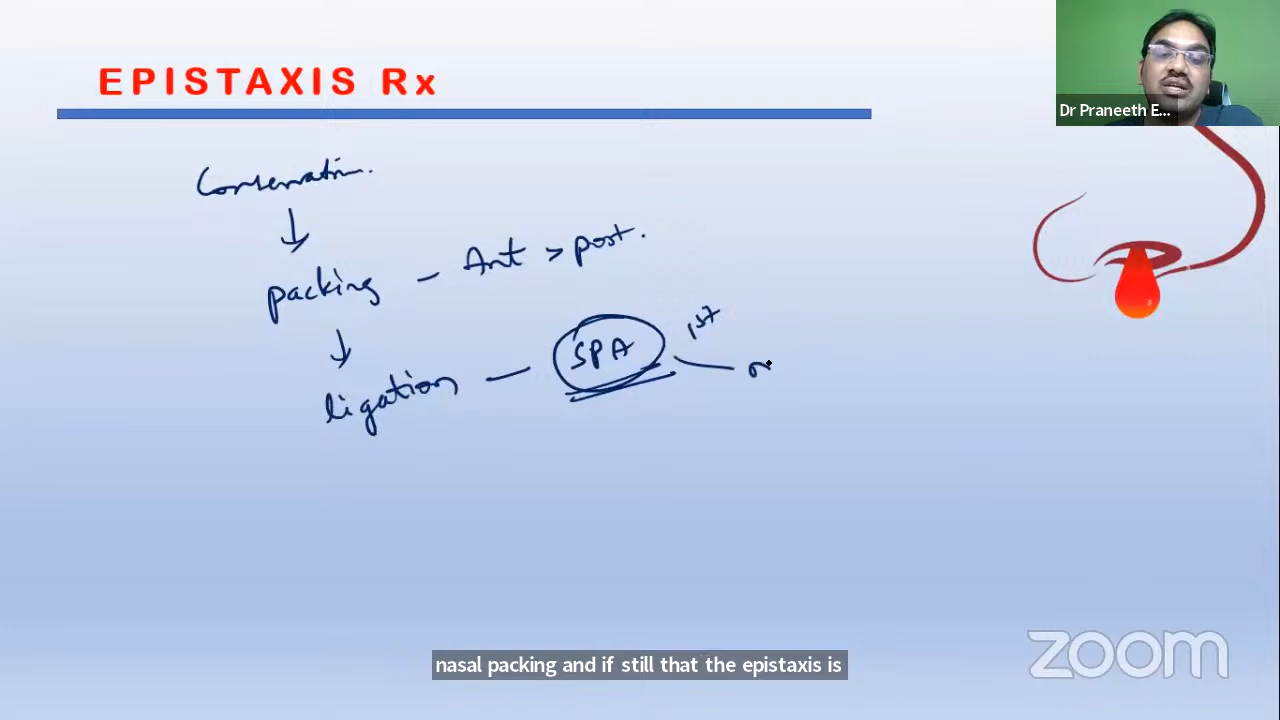 EPISTAXIS Rx
Dr Praneeth E...
Conservatin.
↓
packing - Ant > post.
↓
ligation - SPA 1st
nasal packing and if still that the epistaxis is
zoom